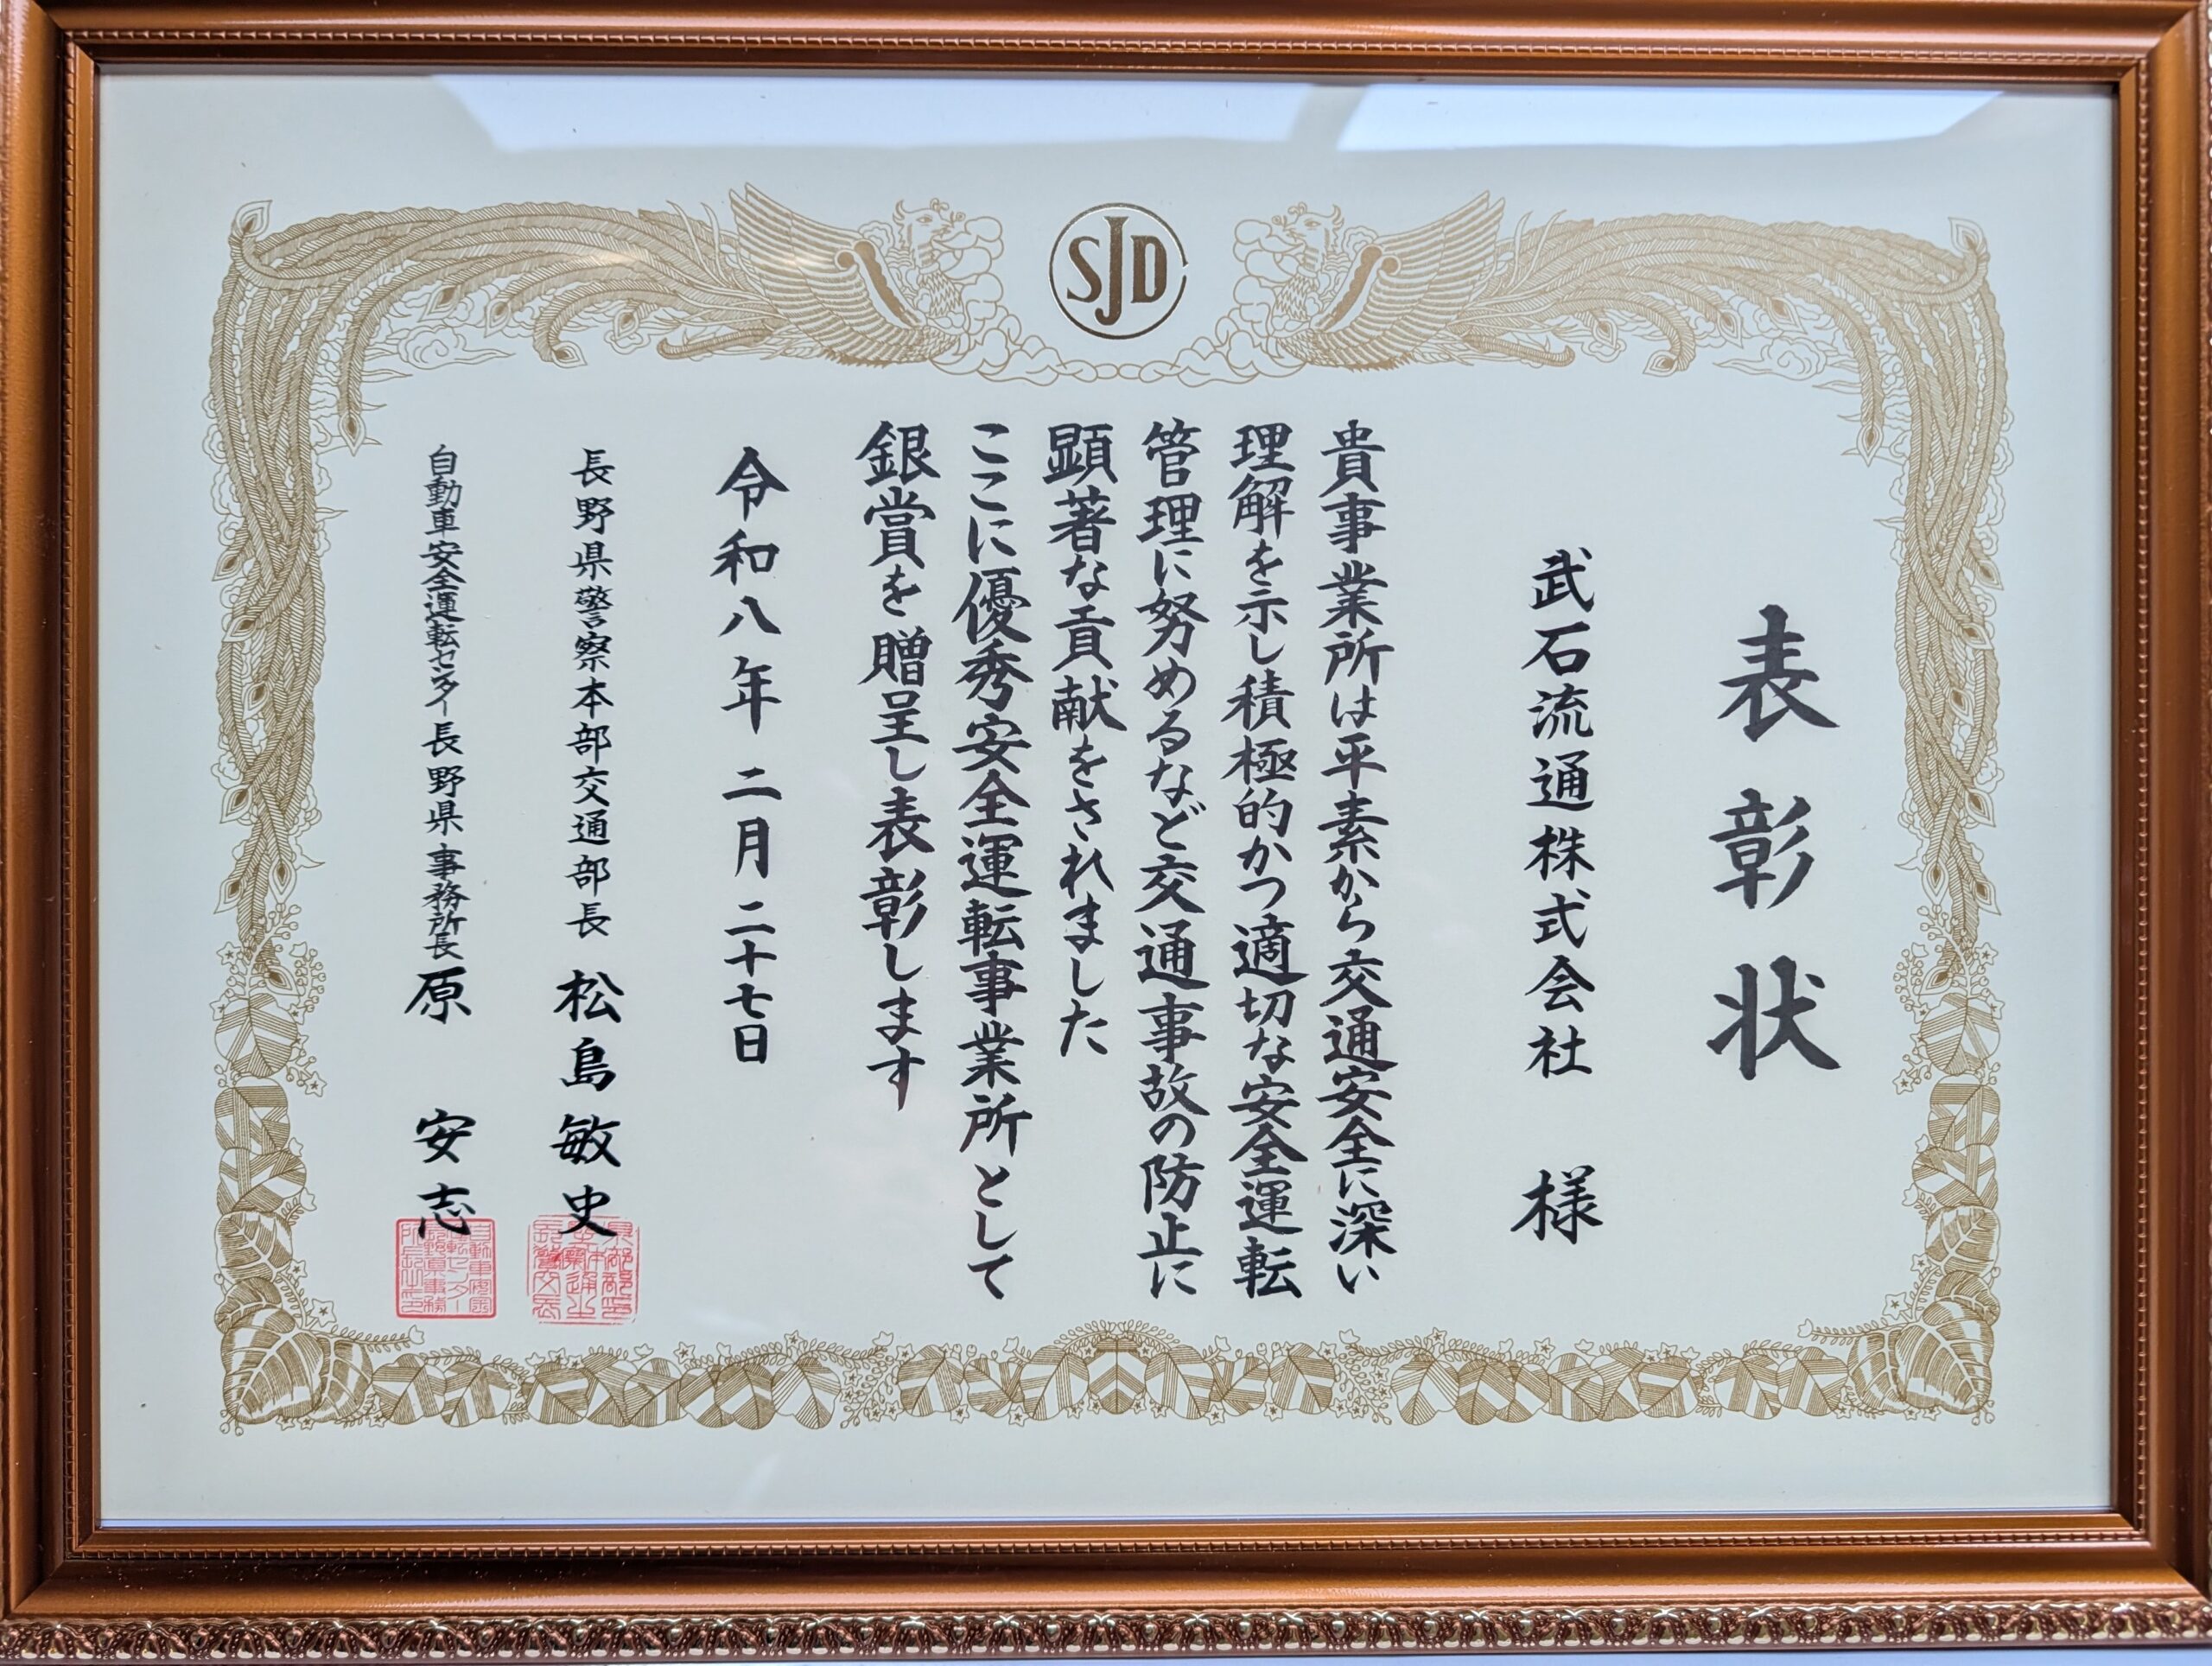 SJD
表彰状
武石流通株式会社 様
貴事業所は平素から交通安全に深い
理解を示し積極的かつ適切な安全運転
管理に努めるなど交通事故の防止に
顕著な貢献をされました
ここに優秀安全運転事業所として
銀賞を贈呈し表彰します
令和八年二月二十七日
長野県警察本部交通部長 松島敏史
自動車安全運転センター長野県事務所長 原 安志